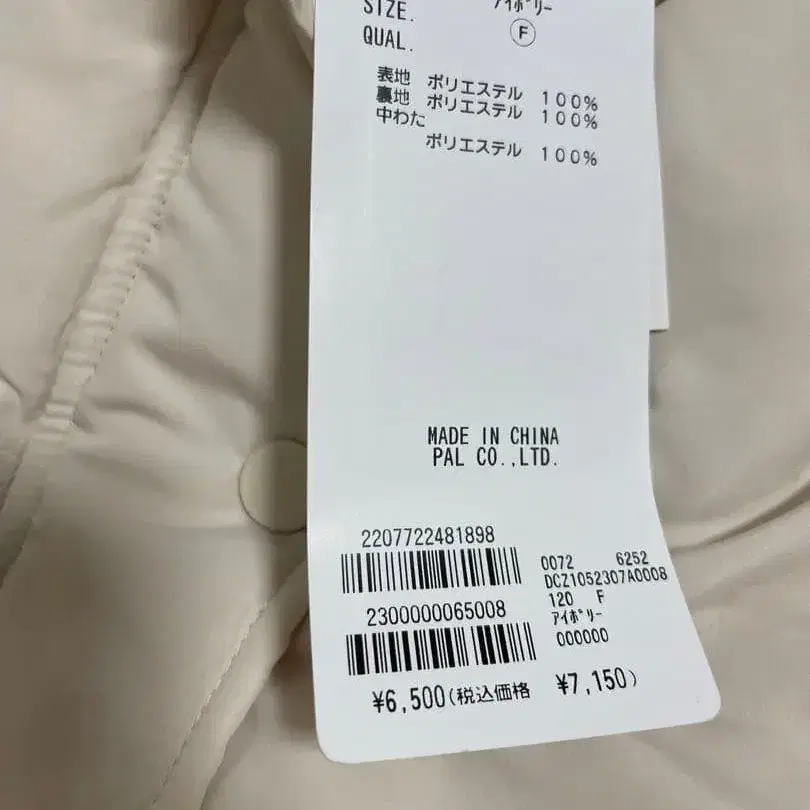 ｱｲﾎﾞﾘｰ
SIZE. F
QUAL.
表地 ポリエステル 100%
裏地 ポリエステル 100%
中わた
ポリエステル 100%
MADE IN CHINA
PAL CO.,LTD.
2207722481898
2300000065008
0072 6252
DCZ1052307A0008
120 F
ｱｲﾎﾞﾘｰ
000000
¥6,500(税込価格 ¥7,150)